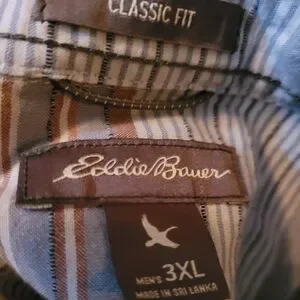 CLASSIC FIT
Eddie Bauer
MEN'S 3XL
MADE IN SRI LANKA